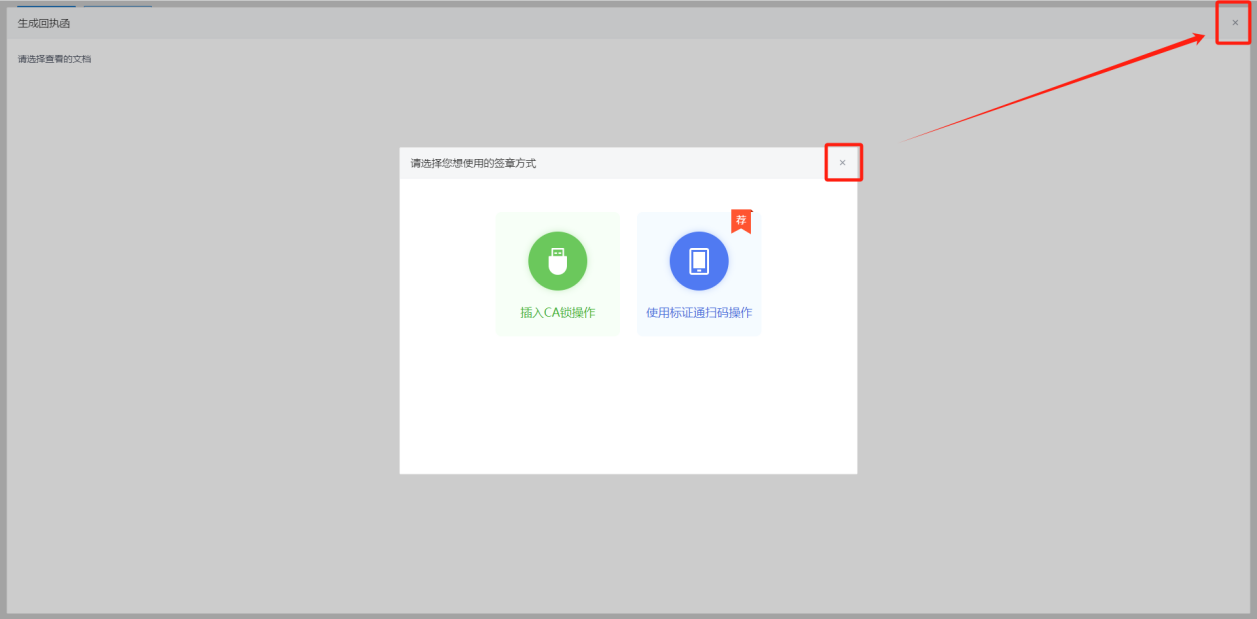 生成回执函
请选择查看的文档
请选择您想使用的签章方式
荐
插入CA锁操作
使用标证通扫码操作